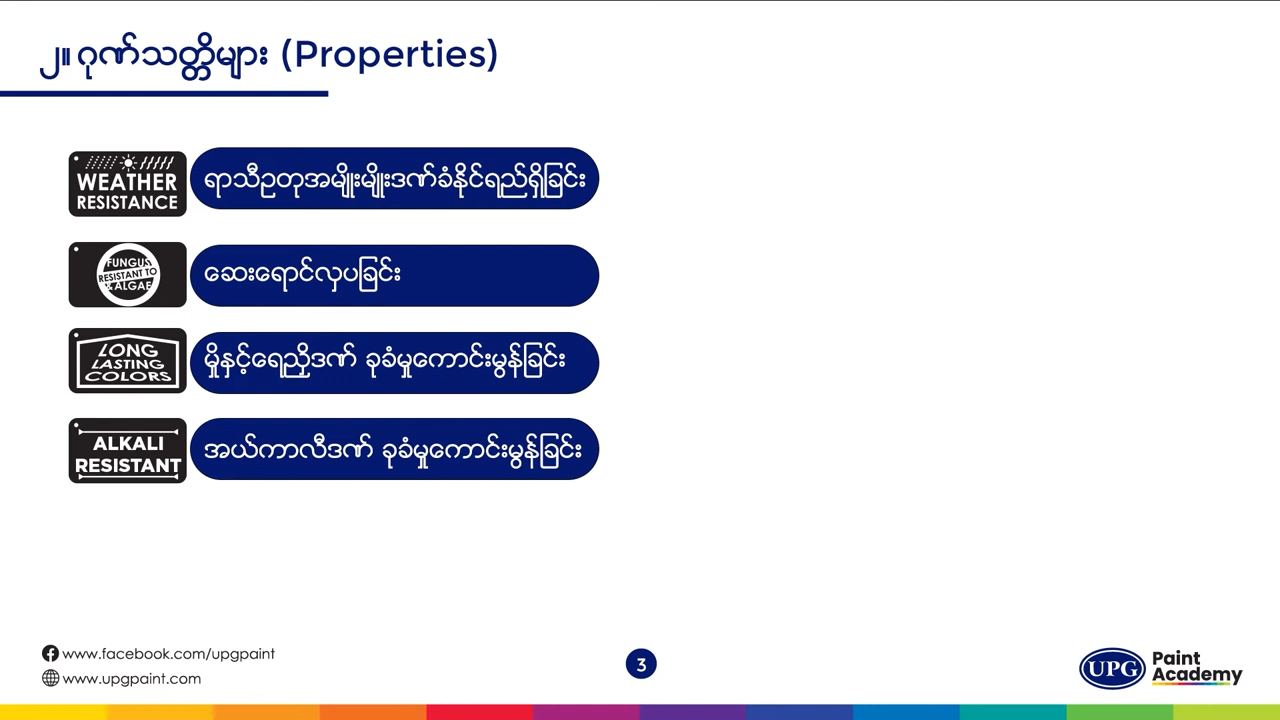 ၂။ ဂုဏ်သတ္တိများ (Properties)
WEATHER
RESISTANCE
ရာသီဥတုအမျိုးမျိုးဒဏ်ခံနိုင်ရည်ရှိခြင်း
FUNGUS
RESISTANT TO
& ALGAE
ဆေးရောင်လှပခြင်း
LONG
LASTING
COLORS
မှိုနှင့်ရေညှိဒဏ် ခုခံမှုကောင်းမွန်ခြင်း
ALKALI
RESISTANT
အယ်ကာလီဒဏ် ခုခံမှုကောင်းမွန်ခြင်း
www.facebook.com/upgpaint
www.upgpaint.com
3
UPG
Paint
Academy